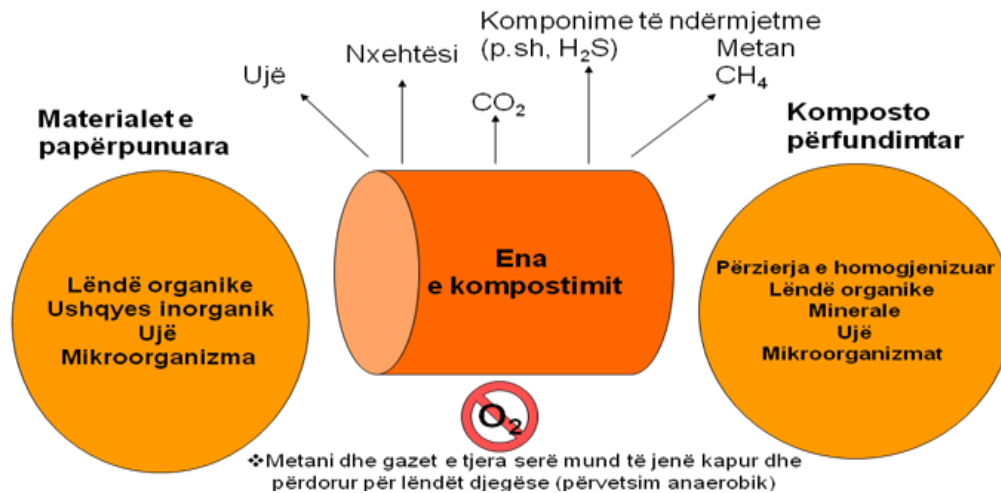 Komponime të ndërmjetme
(p.sh, H₂S)
Metan
CH₄
Nxehtësi
Ujë
CO₂
Materialet e
papërpunuara
Komposto
përfundimtar
Lëndë organike
Ushqyes inorganik
Ujë
Mikroorganizma
Ena
e kompostimit
Përzierja e homogjenizuar
Lëndë organike
Minerale
Ujë
Mikroorganizmat
O₂
❖Metani dhe gazet e tjera serë mund të jenë kapur dhe
përdorur për lëndët djegëse (përvetsim anaerobik)